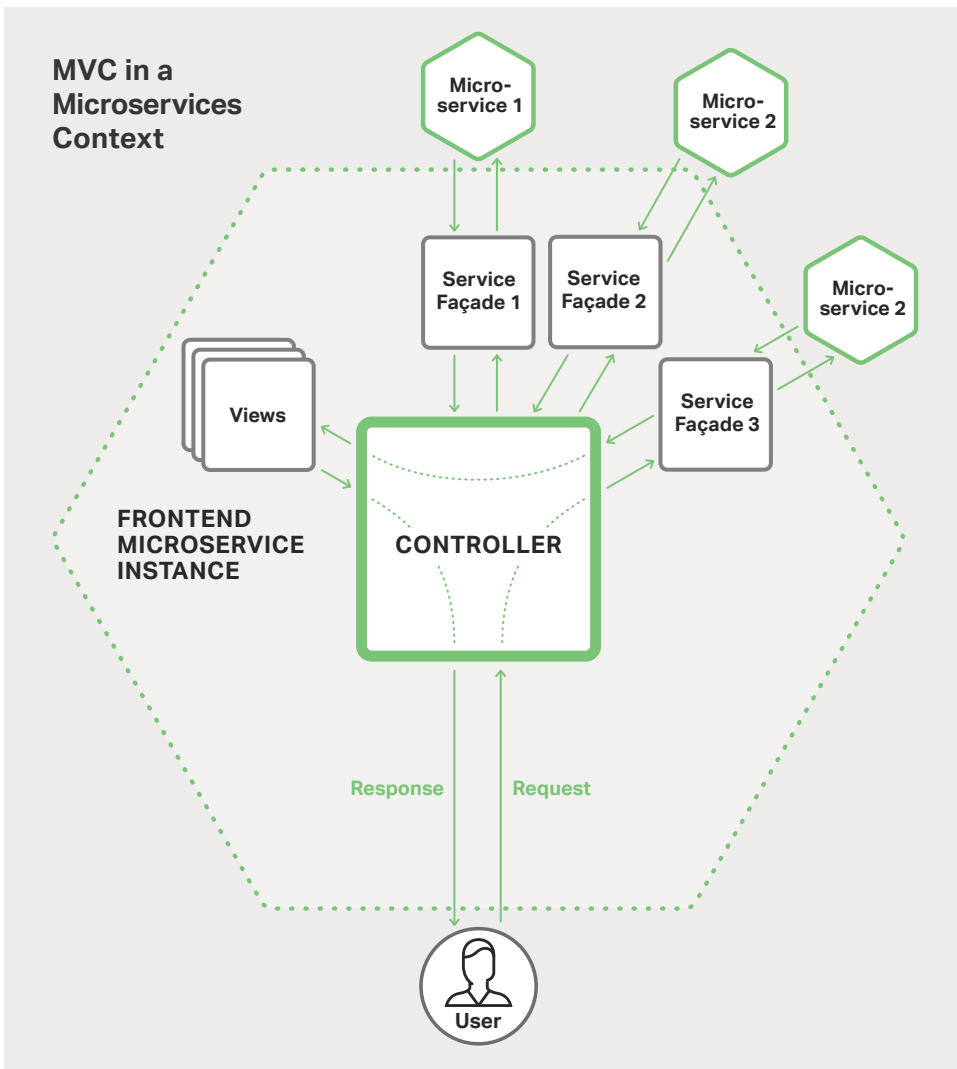 MVC in a
Microservices
Context
Micro-
service 1
Micro-
service 2
Micro-
service 2
Service
Façade 1
Service
Façade 2
Service
Façade 3
Views
FRONTEND
MICROSERVICE
INSTANCE
CONTROLLER
Response
Request
User